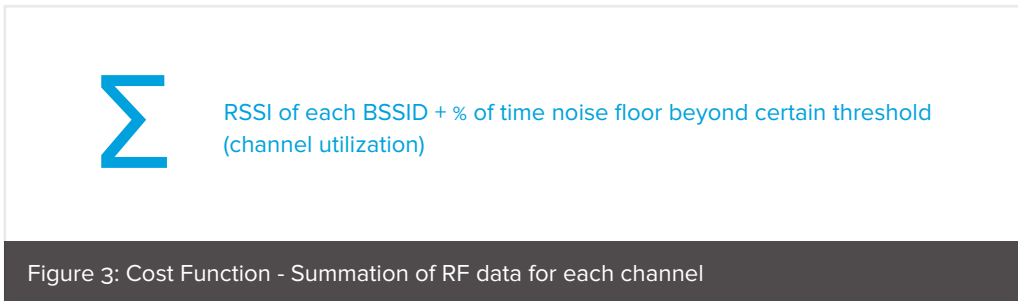 Σ
RSSI of each BSSID + % of time noise floor beyond certain threshold
(channel utilization)
Figure 3: Cost Function - Summation of RF data for each channel